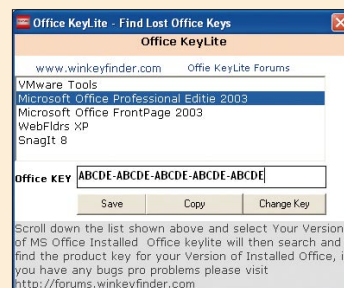 Office KeyLite - Find Lost Office Keys
Office KeyLite
www.winkeyfinder.com Offie KeyLite Forums
VMware Tools
Microsoft Office Professional Editie 2003
Microsoft Office FrontPage 2003
WebFldrs XP
SnagIt 8
Office KEY ABCDE-ABCDE-ABCDE-ABCDE-ABCDE
Save Copy Change Key
Scroll down the list shown above and select Your Version
of MS Office Installed Office keylite will then search and
find the product key for your Version of Installed Office, i
you have any bugs pro problems please visit
http://forums.winkeyfinder.com